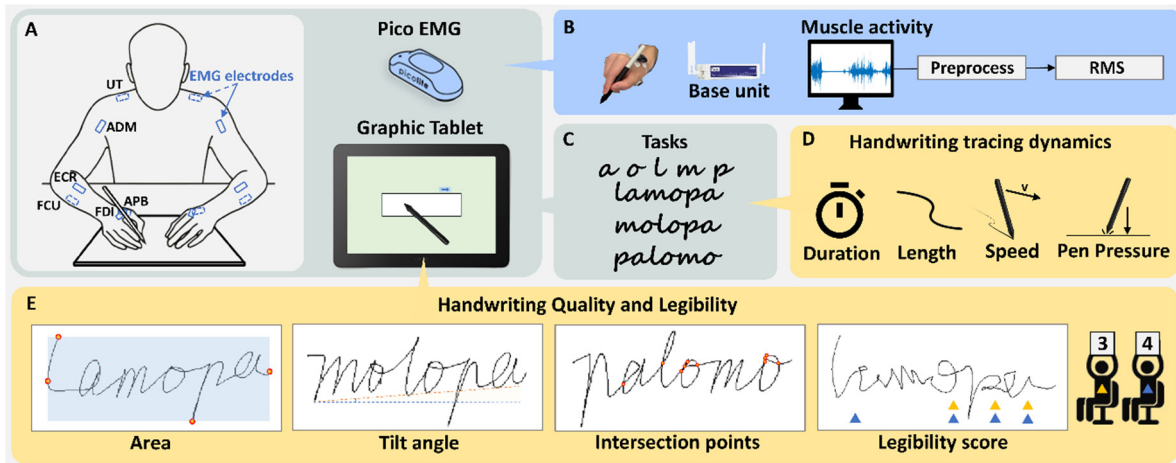 A
UT
EMG electrodes
ADM
ECR
FCU
FDI
APB
Pico EMG
picolite
Graphic Tablet
B
Muscle activity
Base unit
Preprocess
RMS
C
Tasks
a o l m p
lamopa
molopa
palomo
D
Handwriting tracing dynamics
v
Duration
Length
Speed
Pen Pressure
E
Handwriting Quality and Legibility
lamopa
molopa
palomo
lamopa
3
4
Area
Tilt angle
Intersection points
Legibility score